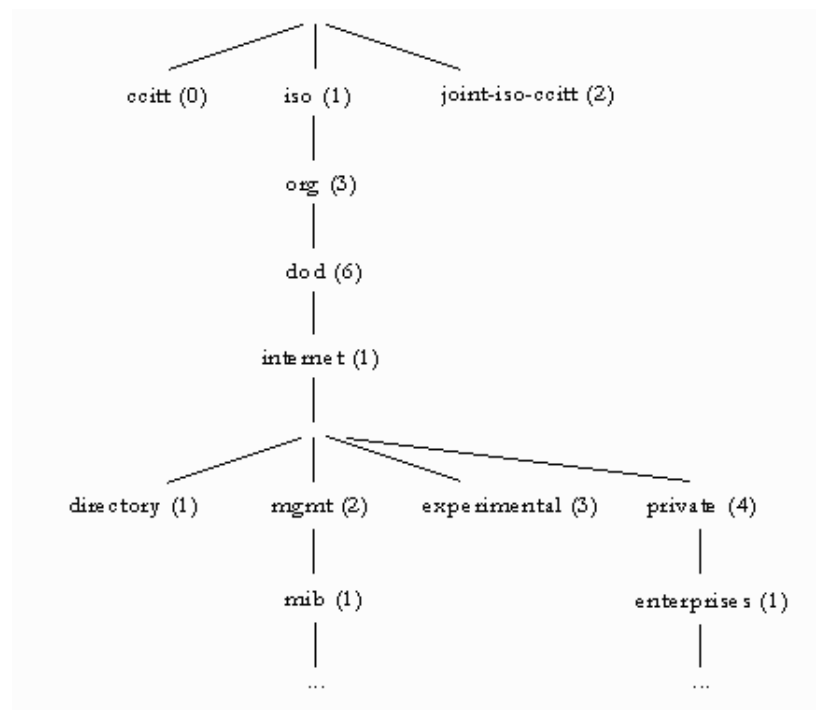 ccitt (0) iso (1) joint-iso-ccitt (2)
org (3)
dod (6)
internet (1)
directory (1) mgmt (2) experimental (3) private (4)
mib (1) enterprises (1)
... ...